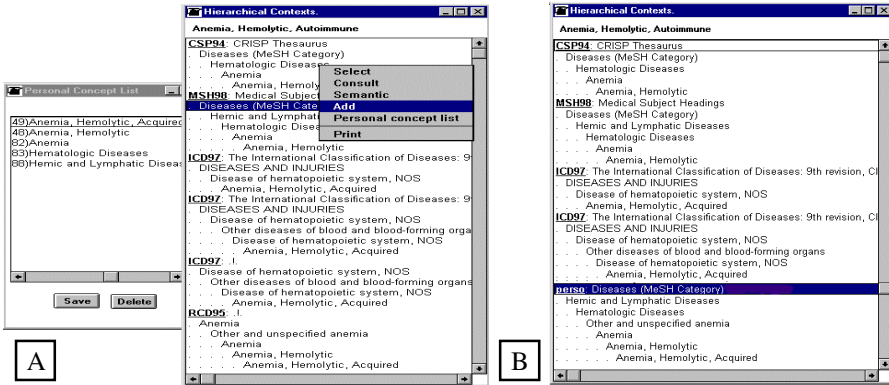 Personal Concept List
49)Anemia, Hemolytic, Acquired
48)Anemia, Hemolytic
82)Anemia
83)Hematologic Diseases
88)Hemic and Lymphatic Diseas
Save Delete
A
Hierarchical Contexts.
Anemia, Hemolytic, Autoimmune
CSP94: CRISP Thesaurus
. Diseases (MeSH Category)
. . Hematologic Diseases
. . . Anemia
. . . . Anemia, Hemol
MSH98: Medical Subject
. Diseases (MeSH Cate
. . Hemic and Lymphati
. . . Hematologic Disea
. . . . Anemia
. . . . . Anemia, Hemolytic
ICD97: The International Classification of Diseases: 9
. DISEASES AND INJURIES
. . Disease of hematopoietic system, NOS
. . . Anemia, Hemolytic, Acquired
ICD97: The International Classification of Diseases: 9
. DISEASES AND INJURIES
. . Disease of hematopoietic system, NOS
. . . Other diseases of blood and blood-forming orga
. . . . Disease of hematopoietic system, NOS
. . . . . Anemia, Hemolytic, Acquired
ICD97: .I.
. Disease of hematopoietic system, NOS
. . Other diseases of blood and blood-forming organs
. . . Disease of hematopoietic system, NOS
. . . . Anemia, Hemolytic, Acquired
RCD95: .I.
. Anemia
. . Other and unspecified anemia
. . . Anemia
. . . . Anemia, Hemolytic
. . . . . Anemia, Hemolytic, Acquired
Select
Consult
Semantic
Add
Personal concept list
Print
B
Hierarchical Contexts.
Anemia, Hemolytic, Autoimmune
CSP94: CRISP Thesaurus
. Diseases (MeSH Category)
. . Hematologic Diseases
. . . Anemia
. . . . Anemia, Hemolytic
MSH98: Medical Subject Headings
. Diseases (MeSH Category)
. . Hemic and Lymphatic Diseases
. . . Hematologic Diseases
. . . . Anemia
. . . . . Anemia, Hemolytic
ICD97: The International Classification of Diseases: 9th revision, Cl
. DISEASES AND INJURIES
. . Disease of hematopoietic system, NOS
. . . Anemia, Hemolytic, Acquired
ICD97: The International Classification of Diseases: 9th revision, Cl
. DISEASES AND INJURIES
. . Disease of hematopoietic system, NOS
. . . Other diseases of blood and blood-forming organs
. . . . Disease of hematopoietic system, NOS
. . . . . Anemia, Hemolytic, Acquired
perso: Diseases (MeSH Category)
. Hemic and Lymphatic Diseases
. . Hematologic Diseases
. . . Other and unspecified anemia
. . . . Anemia
. . . . . Anemia, Hemolytic
. . . . . . Anemia, Hemolytic, Acquired